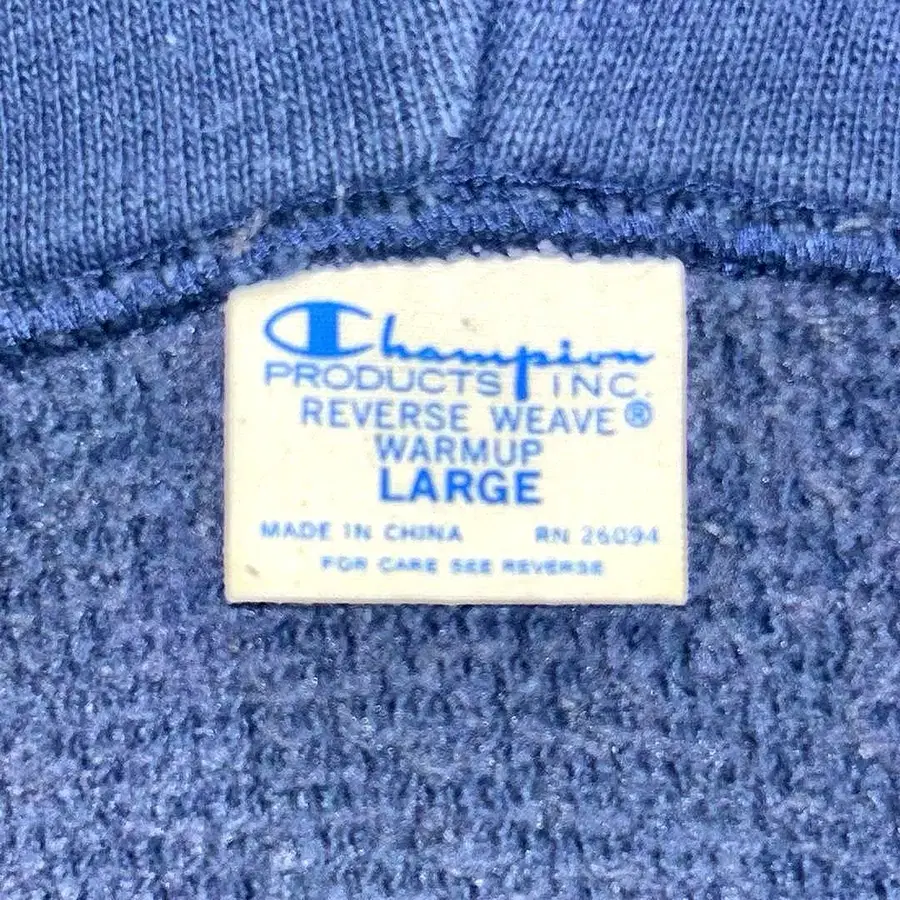 Champion
PRODUCTS INC.
REVERSE WEAVE®
WARMUP
LARGE
MADE IN CHINA RN 26094
FOR CARE SEE REVERSE